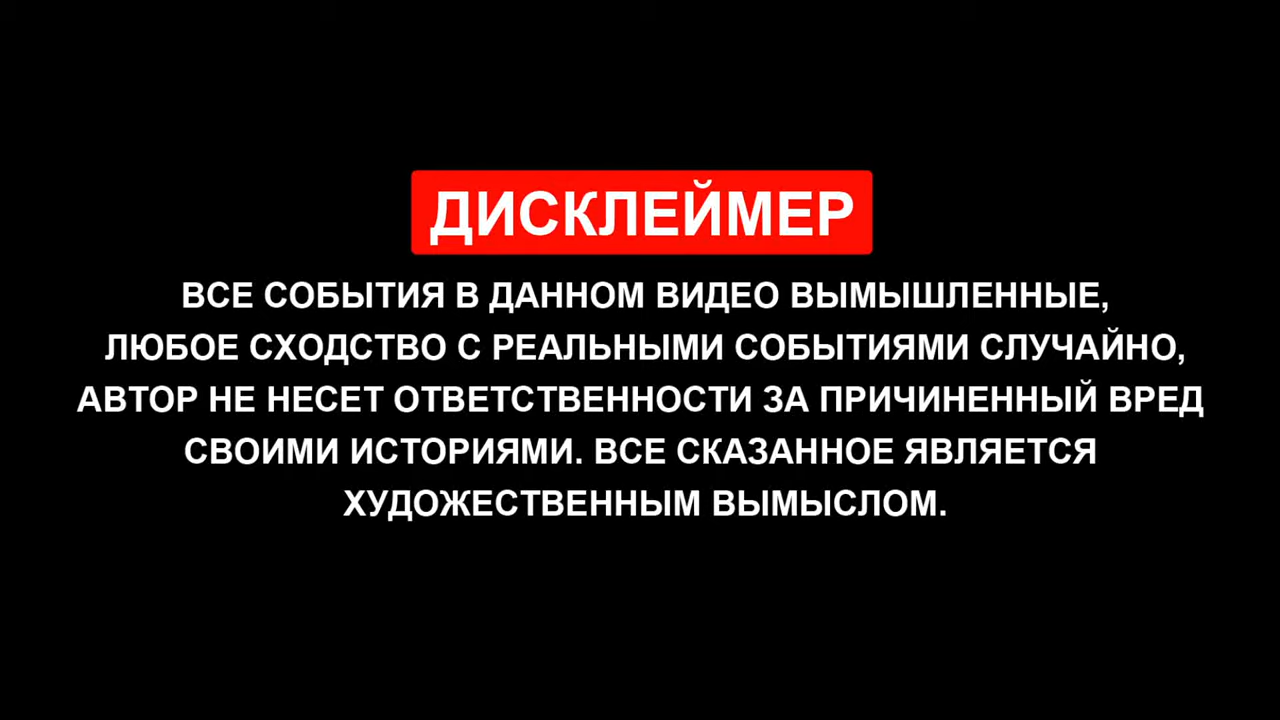 ДИСКЛЕЙМЕР
ВСЕ СОБЫТИЯ В ДАННОМ ВИДЕО ВЫМЫШЛЕННЫЕ,
ЛЮБОЕ СХОДСТВО С РЕАЛЬНЫМИ СОБЫТИЯМИ СЛУЧАЙНО,
АВТОР НЕ НЕСЕТ ОТВЕТСТВЕННОСТИ ЗА ПРИЧИНЕННЫЙ ВРЕД
СВОИМИ ИСТОРИЯМИ. ВСЕ СКАЗАННОЕ ЯВЛЯЕТСЯ
ХУДОЖЕСТВЕННЫМ ВЫМЫСЛОМ.